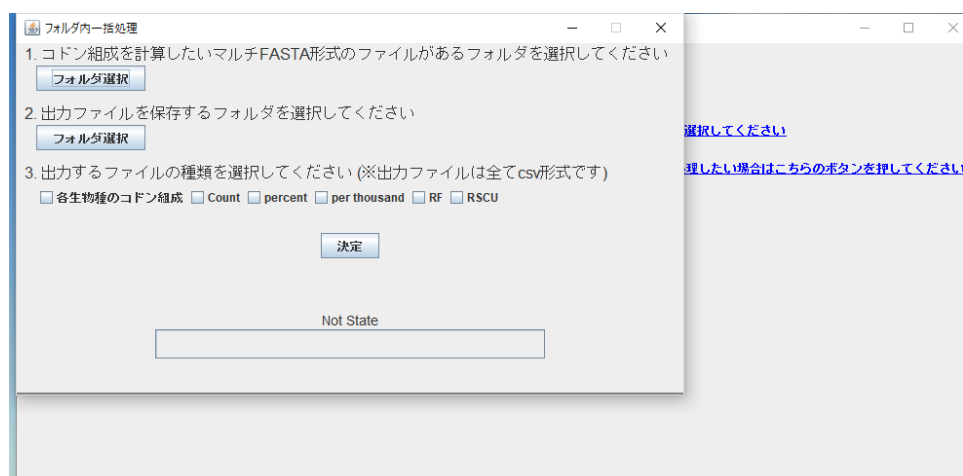 フォルダ内一括処理
1. コドン組成を計算したいマルチFASTA形式のファイルがあるフォルダを選択してください
フォルダ選択
2. 出力ファイルを保存するフォルダを選択してください
フォルダ選択
選択してください
3. 出力するファイルの種類を選択してください (※出力ファイルは全てcsv形式です)
理したい場合はこちらのボタンを押してください
各生物種のコドン組成 Count percent per thousand RF RSCU
決定
Not State